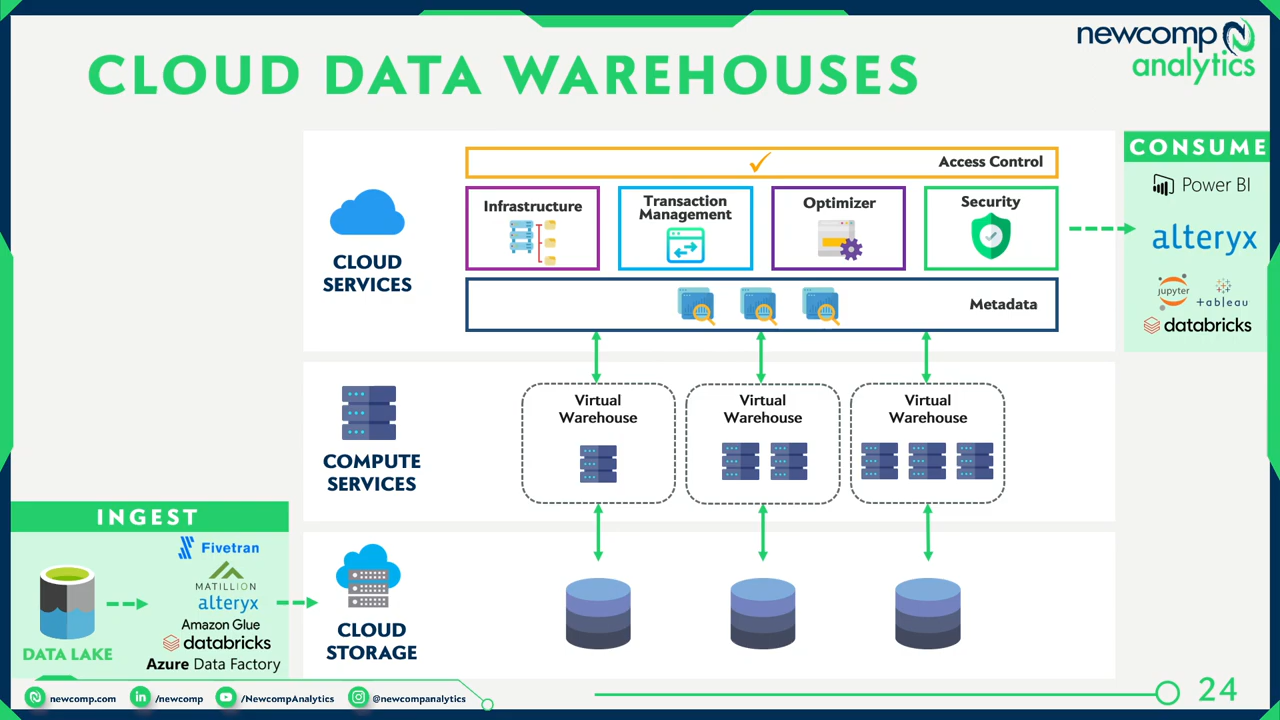 newcomp
analytics
CLOUD DATA WAREHOUSES
CONSUME
Power BI
alteryx
jupyter
+ableau
databricks
Access Control
Infrastructure
Transaction
Management
Optimizer
Security
CLOUD
SERVICES
Metadata
Virtual
Warehouse
Virtual
Warehouse
Virtual
Warehouse
COMPUTE
SERVICES
INGEST
Fivetran
MATILLION
alteryx
Amazon Glue
databricks
Azure Data Factory
DATA LAKE
CLOUD
STORAGE
newcomp.com
/newcomp
/NewcompAnalytics
@newcompanalytics
24